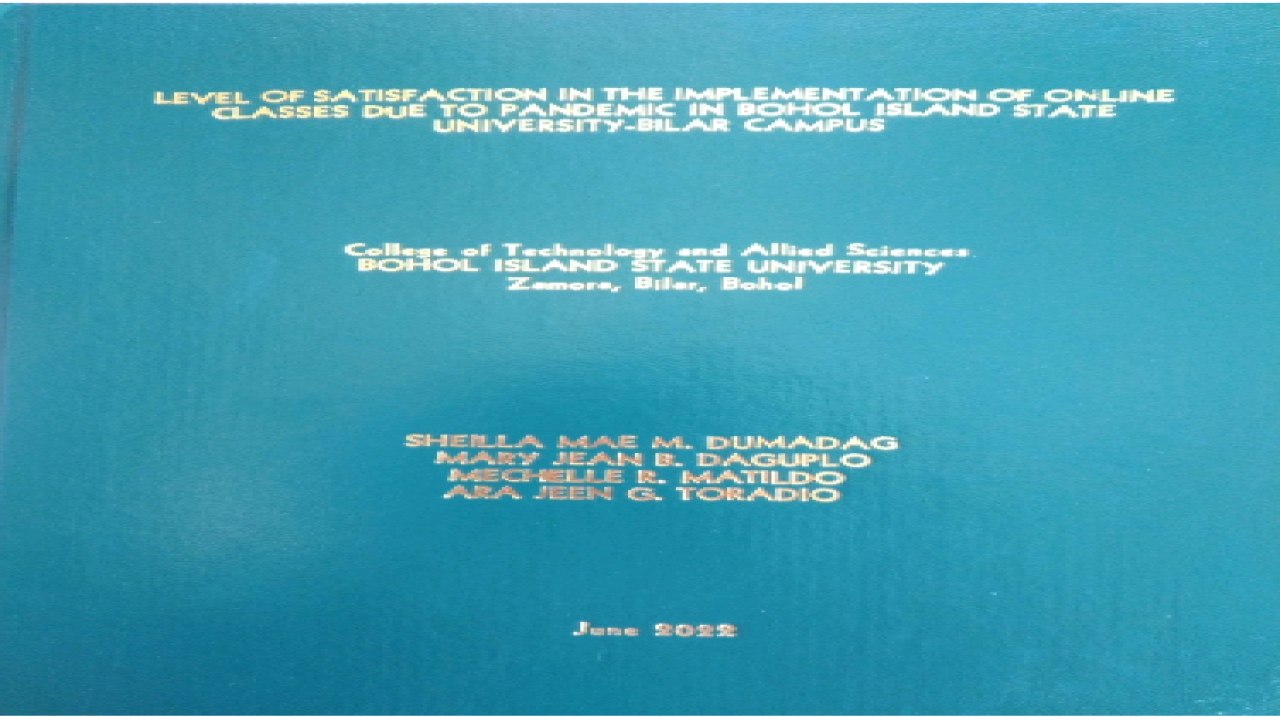 LEVEL OF SATISFACTION IN THE IMPLEMENTATION OF ONLINE
CLASSES DUE TO PANDEMIC IN BOHOL ISLAND STATE
UNIVERSITY-BILAR CAMPUS
College of Technology and Allied Sciences
BOHOL ISLAND STATE UNIVERSITY
Zamora, Bilar, Bohol
SHEILLA MAE M. DUMADAG
MARY JEAN B. DAGUPLO
MECHELLE R. MATILDO
ARA JEEN G. TORADIO
June 2022